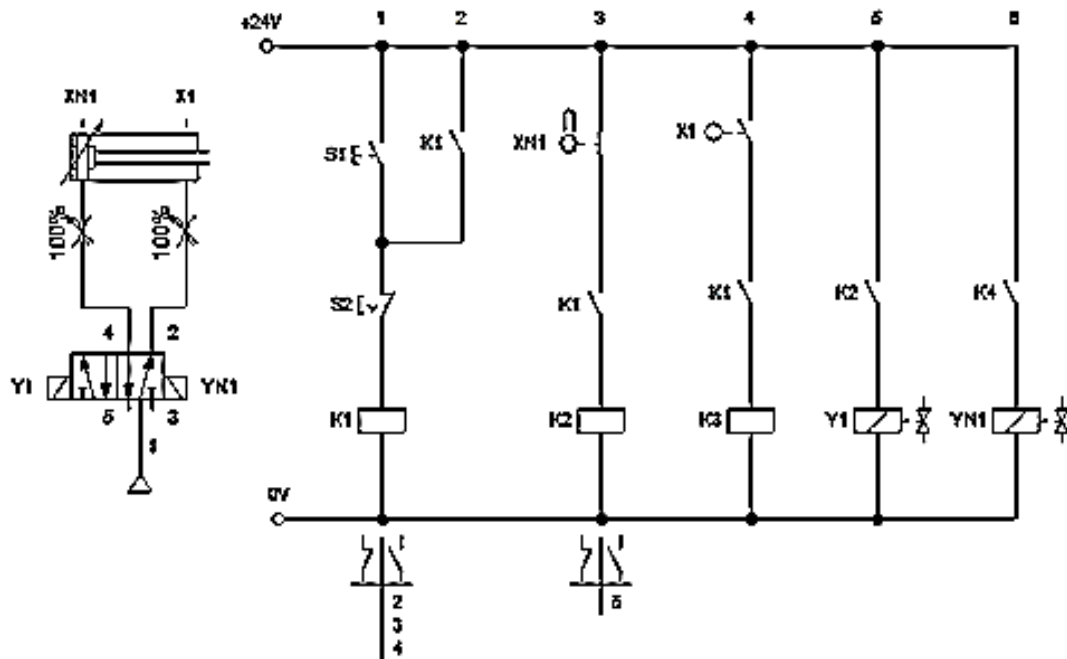 1 2 3 4 5 6
+24V
XN1 X1
S1 K1 XN1 X1
100% 100%
S2 K1 K1 K2 K4
4 2
Y1 YN1
5 3
1
K1 K2 K3 Y1 YN1
0V
2 5
3
4